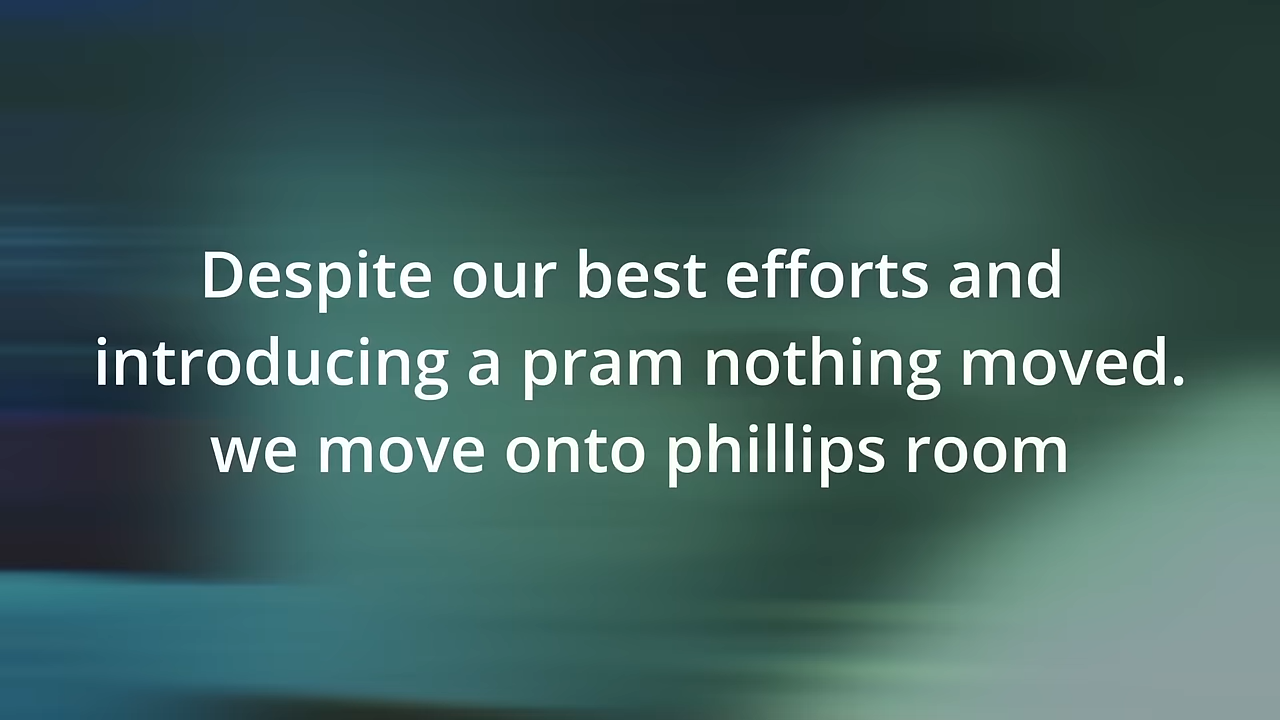 Despite our best efforts and
introducing a pram nothing moved.
we move onto phillips room